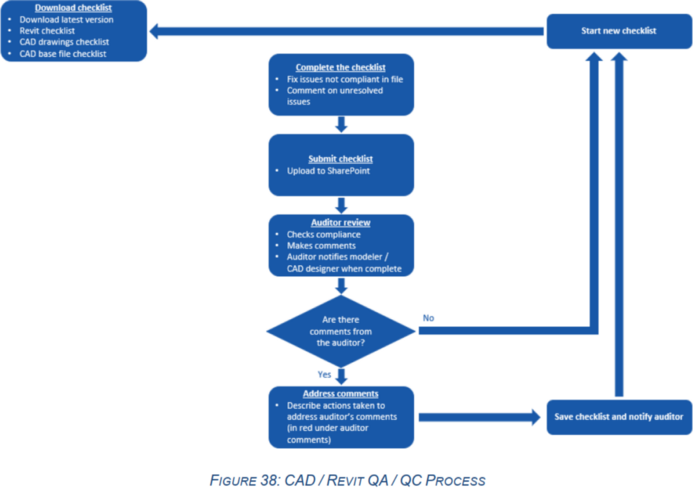 Download checklist
• Download latest version
• Revit checklist
• CAD drawings checklist
• CAD base file checklist
Start new checklist
Complete the checklist
• Fix issues not compliant in file
• Comment on unresolved
issues
Submit checklist
• Upload to SharePoint
Auditor review
• Checks compliance
• Makes comments
• Auditor notifies modeler /
CAD designer when complete
Are there
comments from
the auditor?
No
Yes
Address comments
• Describe actions taken to
address auditor's comments
(in red under auditor
comments)
Save checklist and notify auditor
FIGURE 38: CAD / REVIT QA / QC PROCESS